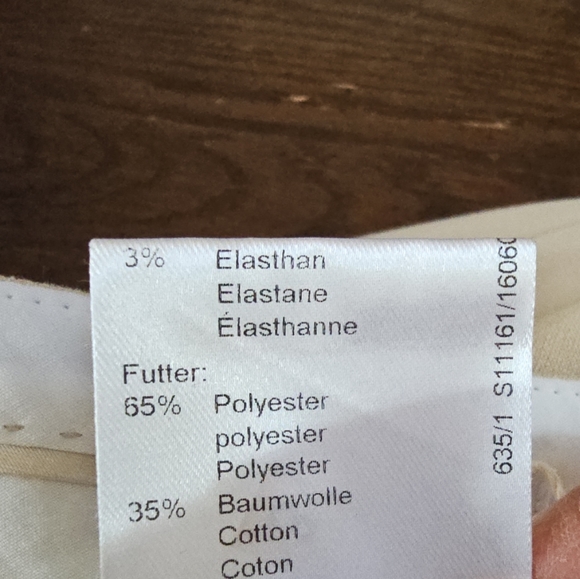 3% Elasthan
Elastane
Élasthanne
Futter:
65% Polyester
polyester
Polyester
35% Baumwolle
Cotton
Coton
635/1 S11161/1606